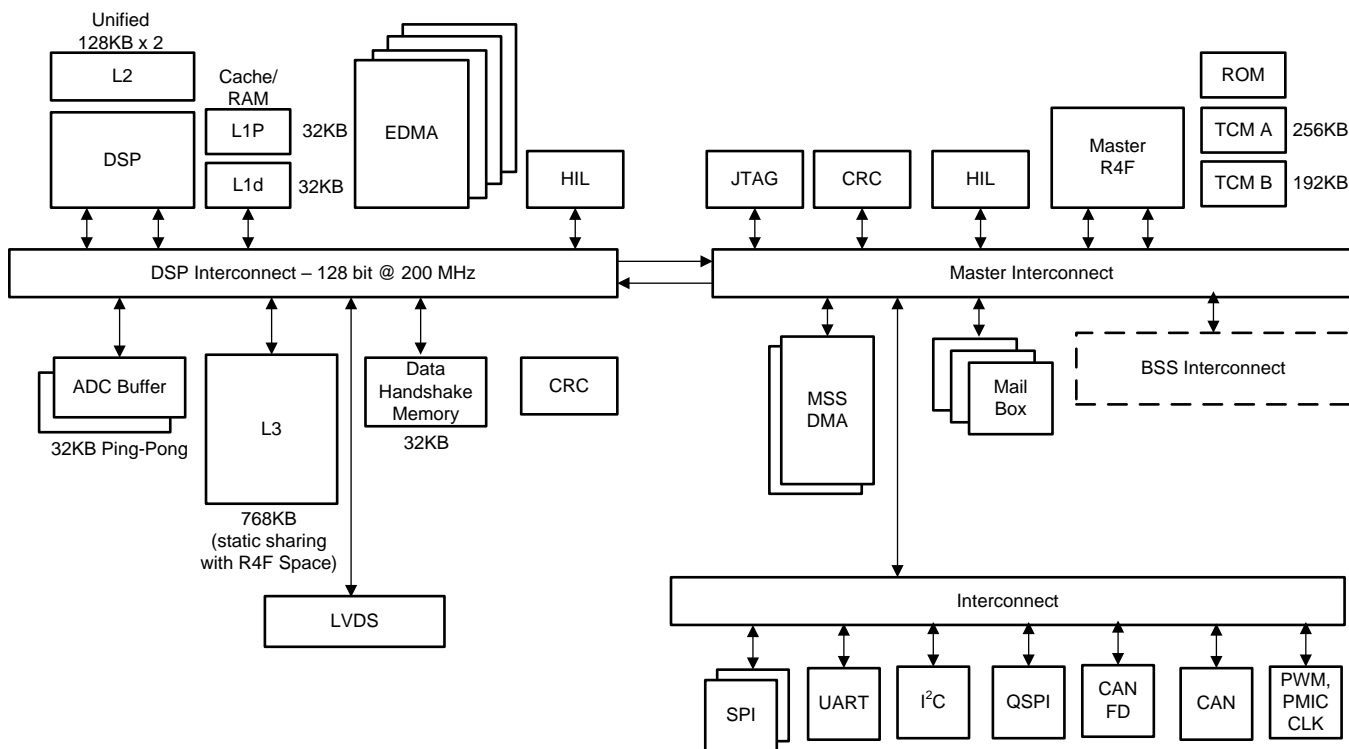 Unified
128KB x 2
L2
Cache/
RAM
L1P
32KB
DSP
L1d
32KB
EDMA
HIL
JTAG
CRC
HIL
Master
R4F
ROM
TCM A
256KB
TCM B
192KB
DSP Interconnect – 128 bit @ 200 MHz
Master Interconnect
ADC Buffer
32KB Ping-Pong
L3
768KB
(static sharing
with R4F Space)
Data
Handshake
Memory
32KB
CRC
LVDS
MSS
DMA
Mail
Box
BSS Interconnect
Interconnect
SPI
UART
I²C
QSPI
CAN
FD
CAN
PWM,
PMIC
CLK